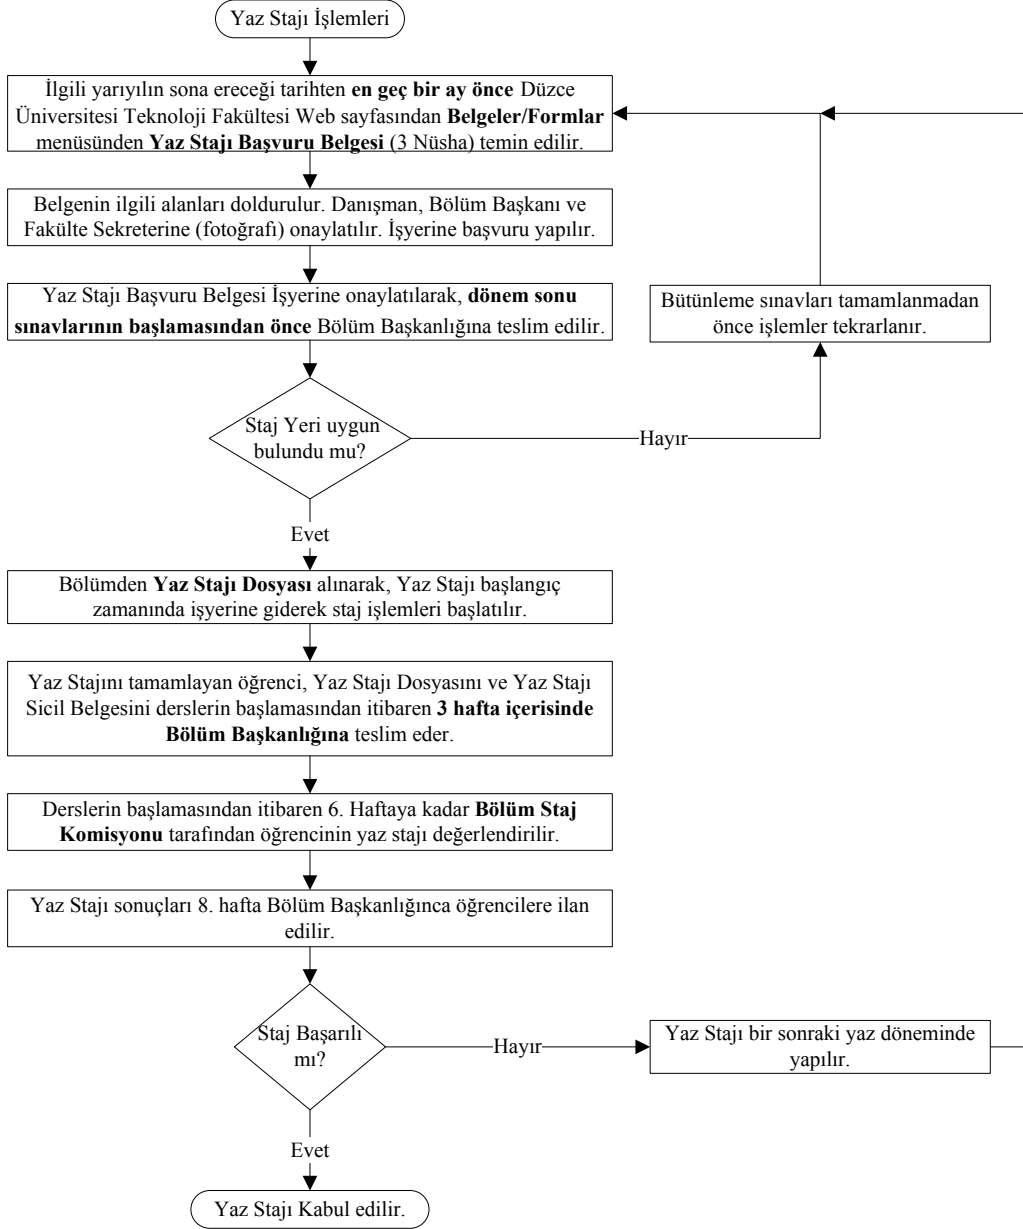 Yaz Stajı İşlemleri
İlgili yarıyılın sona ereceği tarihten en geç bir ay önce Düzce
Üniversitesi Teknoloji Fakültesi Web sayfasından Belgeler/Formlar
menüsünden Yaz Stajı Başvuru Belgesi (3 Nüsha) temin edilir.
Belgenin ilgili alanları doldurulur. Danışman, Bölüm Başkanı ve
Fakülte Sekreterine (fotoğrafı) onaylatılır. İşyerine başvuru yapılır.
Yaz Stajı Başvuru Belgesi İşyerine onaylatılarak, dönem sonu
sınavlarının başlamasından önce Bölüm Başkanlığına teslim edilir.
Bütünleme sınavları tamamlanmadan
önce işlemler tekrarlanır.
Staj Yeri uygun
bulundu mu?
Hayır
Evet
Bölümden Yaz Stajı Dosyası alınarak, Yaz Stajı başlangıç
zamanında işyerine giderek staj işlemleri başlatılır.
Yaz Stajını tamamlayan öğrenci, Yaz Stajı Dosyasını ve Yaz Stajı
Sicil Belgesini derslerin başlamasından itibaren 3 hafta içerisinde
Bölüm Başkanlığına teslim eder.
Derslerin başlamasından itibaren 6. Haftaya kadar Bölüm Staj
Komisyonu tarafından öğrencinin yaz stajı değerlendirilir.
Yaz Stajı sonuçları 8. hafta Bölüm Başkanlığınca öğrencilere ilan
edilir.
Staj Başarılı
mı?
Hayır
Yaz Stajı bir sonraki yaz döneminde
yapılır.
Evet
Yaz Stajı Kabul edilir.